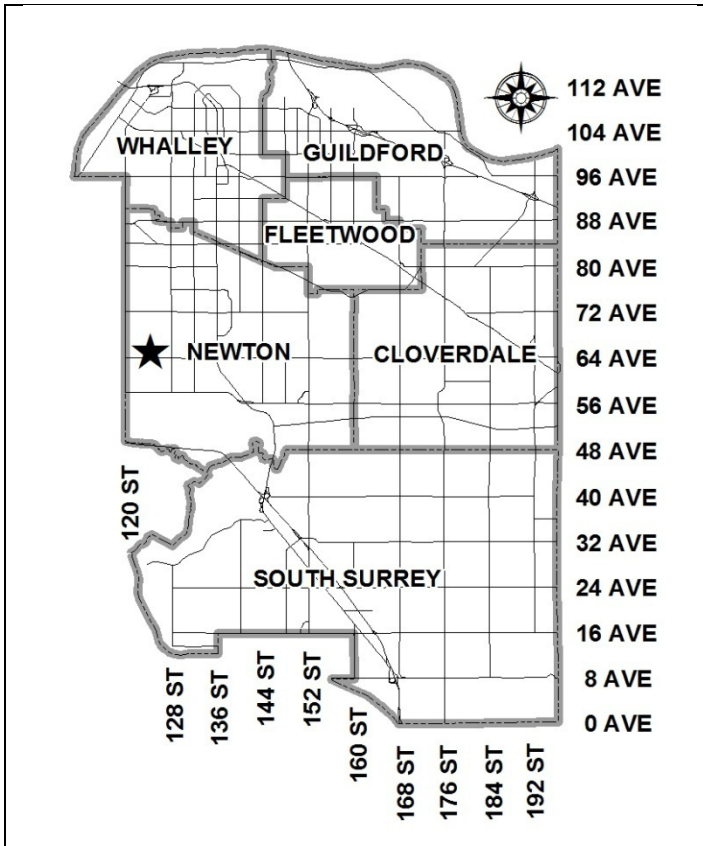 112 AVE
104 AVE
WHALLEY
GUILDFORD
96 AVE
88 AVE
FLEETWOOD
80 AVE
72 AVE
NEWTON
CLOVERDALE
64 AVE
56 AVE
48 AVE
120 ST
40 AVE
32 AVE
SOUTH SURREY
24 AVE
16 AVE
128 ST
136 ST
144 ST
152 ST
160 ST
168 ST
176 ST
184 ST
192 ST
8 AVE
0 AVE